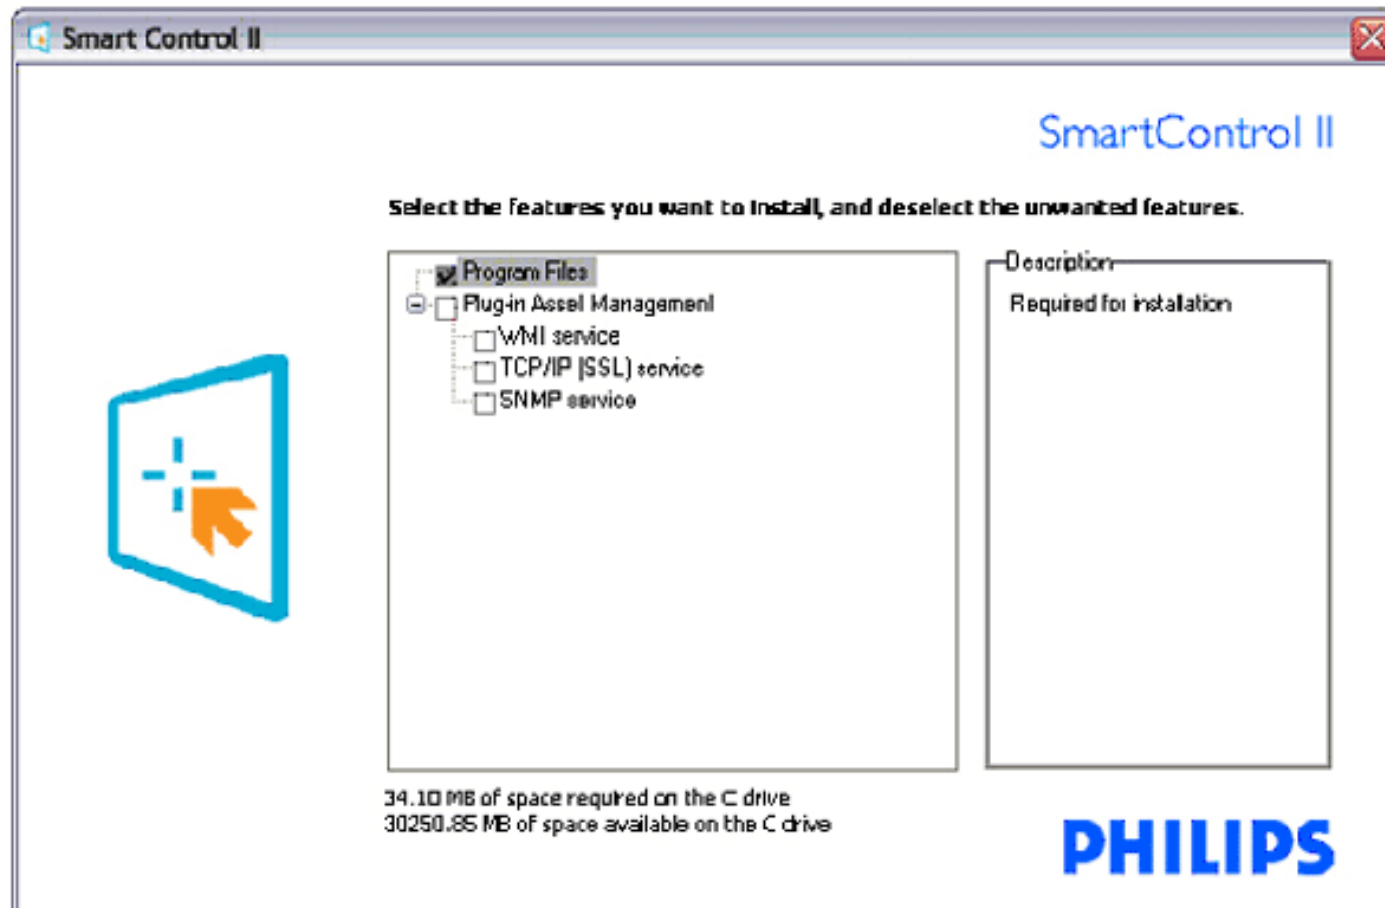 Smart Control II
SmartControl II
Select the features you want to install, and deselect the unwanted features.
Program Files
Plug-in Asset Management
WMI service
TCP/IP (SSL) service
SNMP service
Description
Required for installation
34.10 MB of space required on the C drive
30250.85 MB of space available on the C drive
PHILIPS